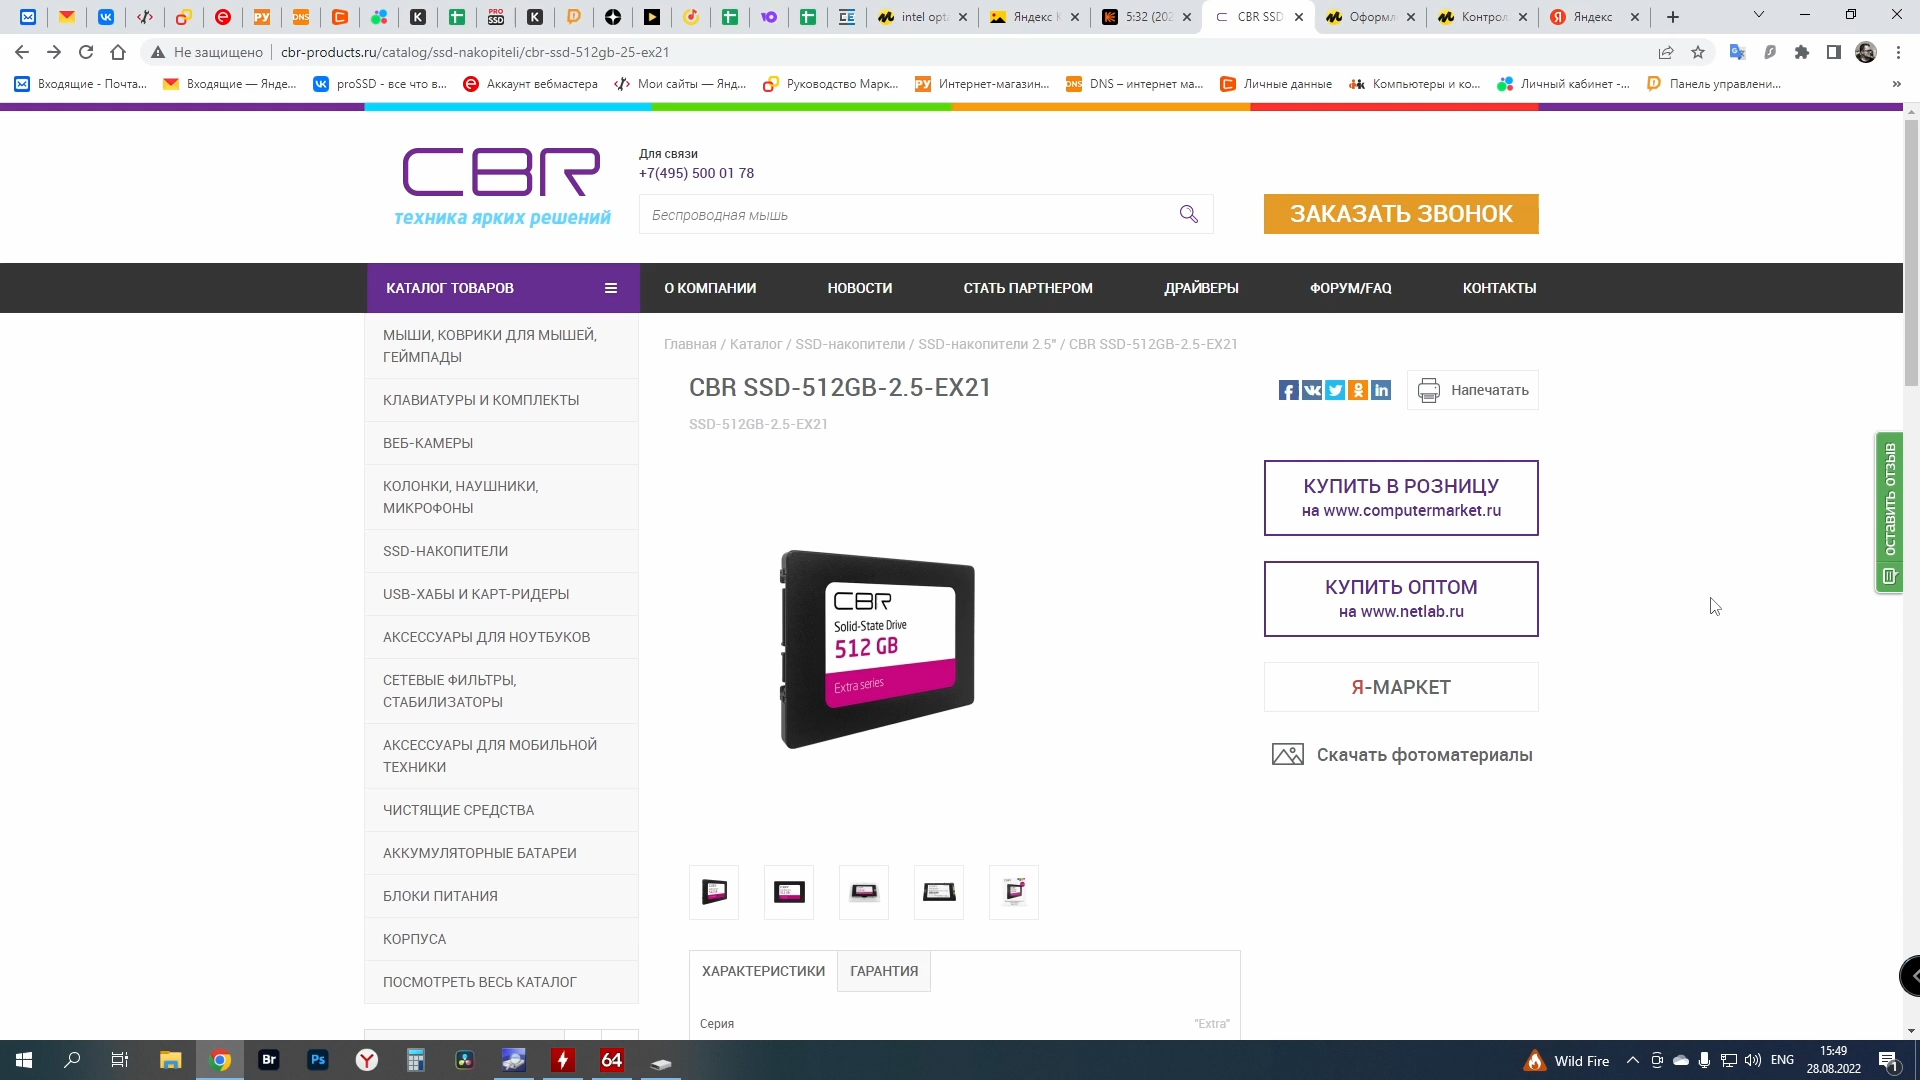 intel opta
Яндекс К
5:32 (202
CBR SSD
Оформл
Контрол
Яндекс
Не защищено
cbr-products.ru/catalog/ssd-nakopiteli/cbr-ssd-512gb-25-ex21
Входящие - Почта...
Входящие — Янде...
proSSD - все что в...
Аккаунт вебмастера
Мои сайты — Янд...
Руководство Марк...
Интернет-магазин...
DNS – интернет ма...
Личные данные
Компьютеры и ко...
Личный кабинет -...
Панель управлени...
CBR
техника ярких решений
Для связи
+7(495) 500 01 78
Беспроводная мышь
ЗАКАЗАТЬ ЗВОНОК
КАТАЛОГ ТОВАРОВ
О КОМПАНИИ
НОВОСТИ
СТАТЬ ПАРТНЕРОМ
ДРАЙВЕРЫ
ФОРУМ/FAQ
КОНТАКТЫ
МЫШИ, КОВРИКИ ДЛЯ МЫШЕЙ,
ГЕЙМПАДЫ
КЛАВИАТУРЫ И КОМПЛЕКТЫ
ВЕБ-КАМЕРЫ
КОЛОНКИ, НАУШНИКИ,
МИКРОФОНЫ
SSD-НАКОПИТЕЛИ
USB-ХАБЫ И КАРТ-РИДЕРЫ
АКСЕССУАРЫ ДЛЯ НОУТБУКОВ
СЕТЕВЫЕ ФИЛЬТРЫ,
СТАБИЛИЗАТОРЫ
АКСЕССУАРЫ ДЛЯ МОБИЛЬНОЙ
ТЕХНИКИ
ЧИСТЯЩИЕ СРЕДСТВА
АККУМУЛЯТОРНЫЕ БАТАРЕИ
БЛОКИ ПИТАНИЯ
КОРПУСА
ПОСМОТРЕТЬ ВЕСЬ КАТАЛОГ
Главная / Каталог / SSD-накопители / SSD-накопители 2.5" / CBR SSD-512GB-2.5-EX21
CBR SSD-512GB-2.5-EX21
SSD-512GB-2.5-EX21
Напечатать
CBR
Solid-State Drive
512 GB
Extra series
КУПИТЬ В РОЗНИЦУ
на www.computermarket.ru
КУПИТЬ ОПТОМ
на www.netlab.ru
Я-МАРКЕТ
Скачать фотоматериалы
оставить отзыв
ХАРАКТЕРИСТИКИ
ГАРАНТИЯ
Серия
"Extra"
Br
Ps
64
Wild Fire
ENG
15:49
28.08.2022
1